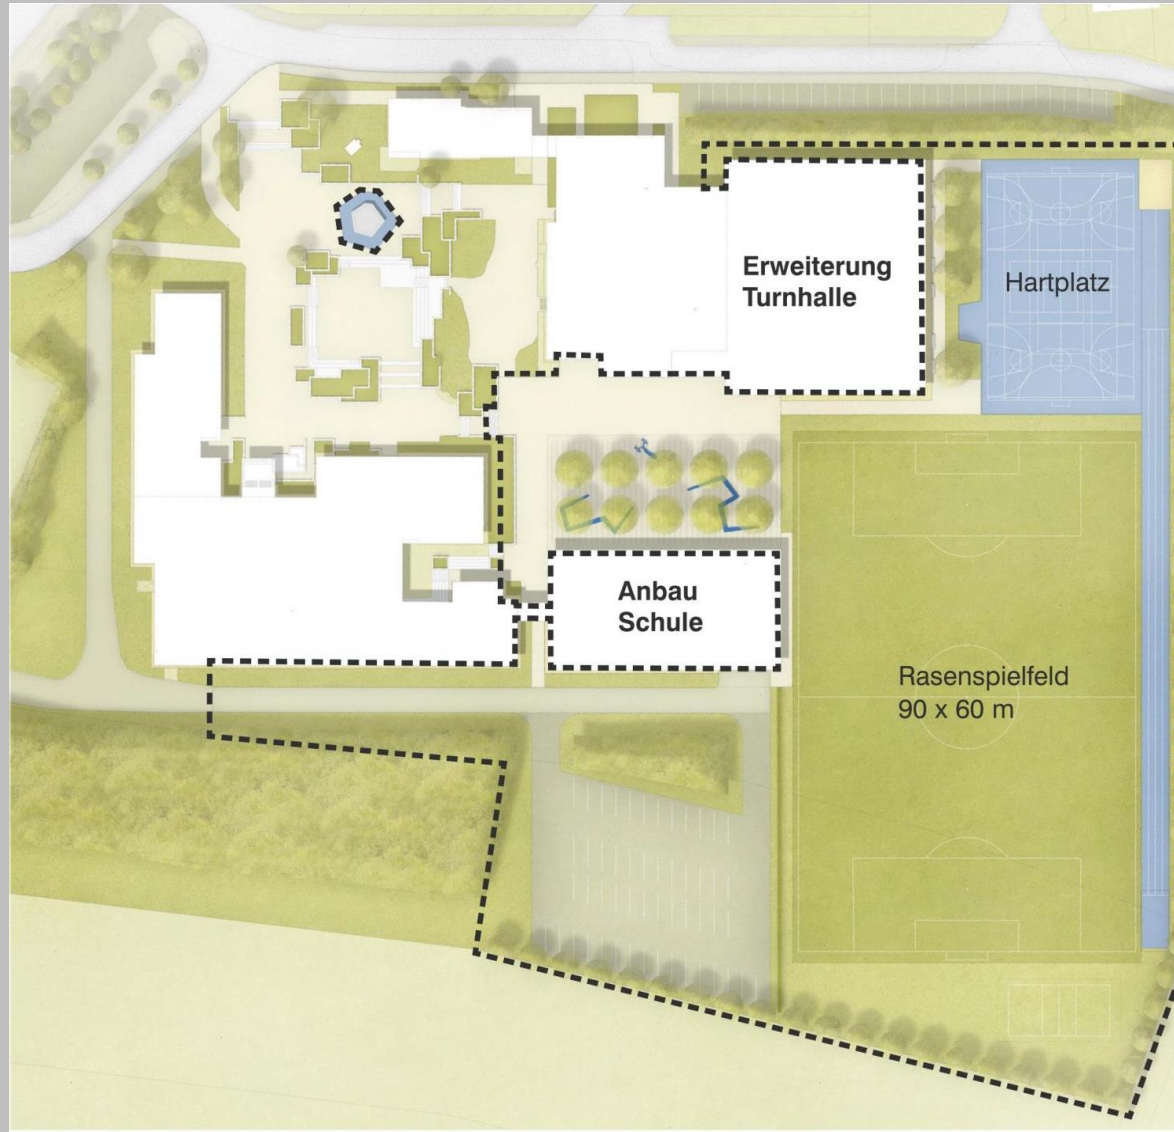 Erweiterung
Turnhalle
Hartplatz
Anbau
Schule
Rasenspielfeld
90 x 60 m